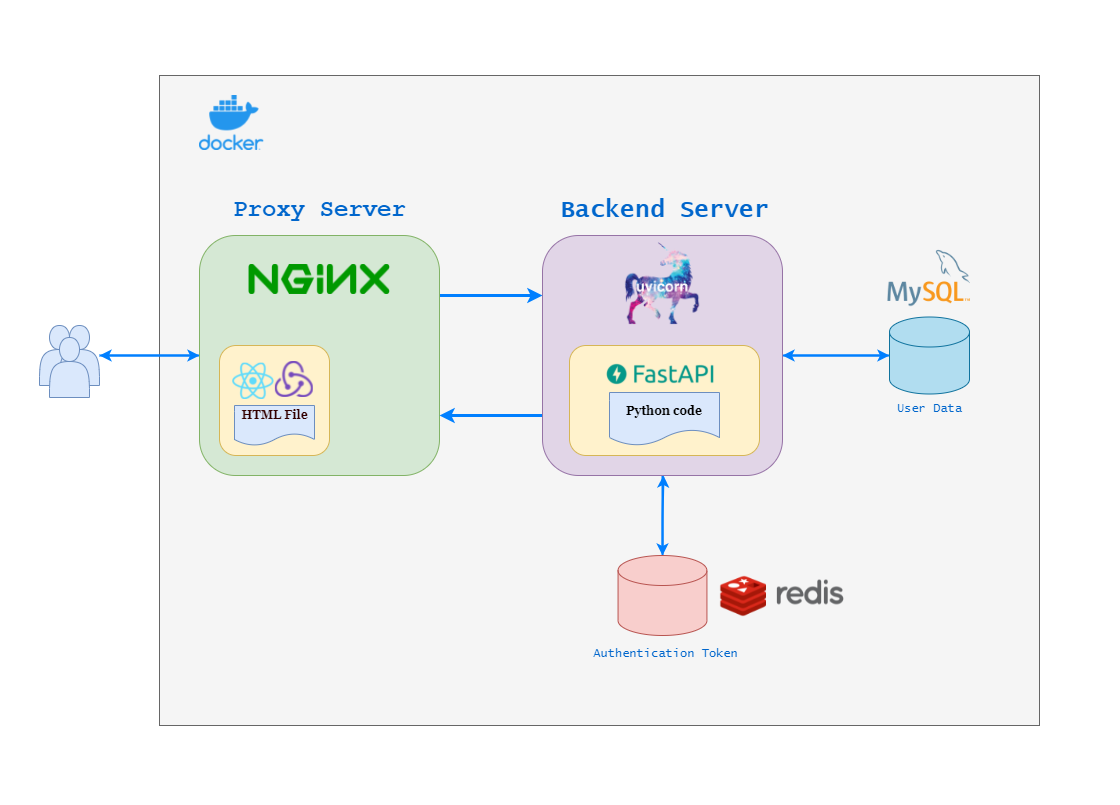 docker
Proxy Server
Backend Server
NGINX
uvicorn
MySQL
HTML File
FastAPI
Python code
User Data
redis
Authentication Token